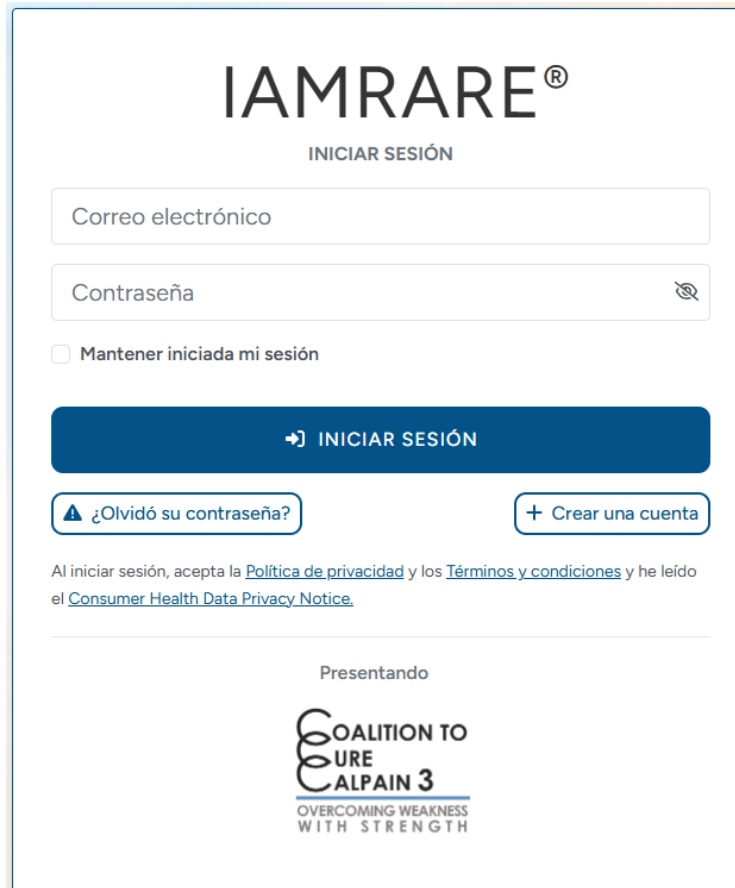 IAMRARE®
INICIAR SESIÓN
Correo electrónico
Contraseña
Mantener iniciada mi sesión
INICIAR SESIÓN
¿Olvidó su contraseña?
+ Crear una cuenta
Al iniciar sesión, acepta la Política de privacidad y los Términos y condiciones y he leído
el Consumer Health Data Privacy Notice.
Presentando
COALITION TO
CURE
CALPAIN 3
OVERCOMING WEAKNESS
WITH STRENGTH